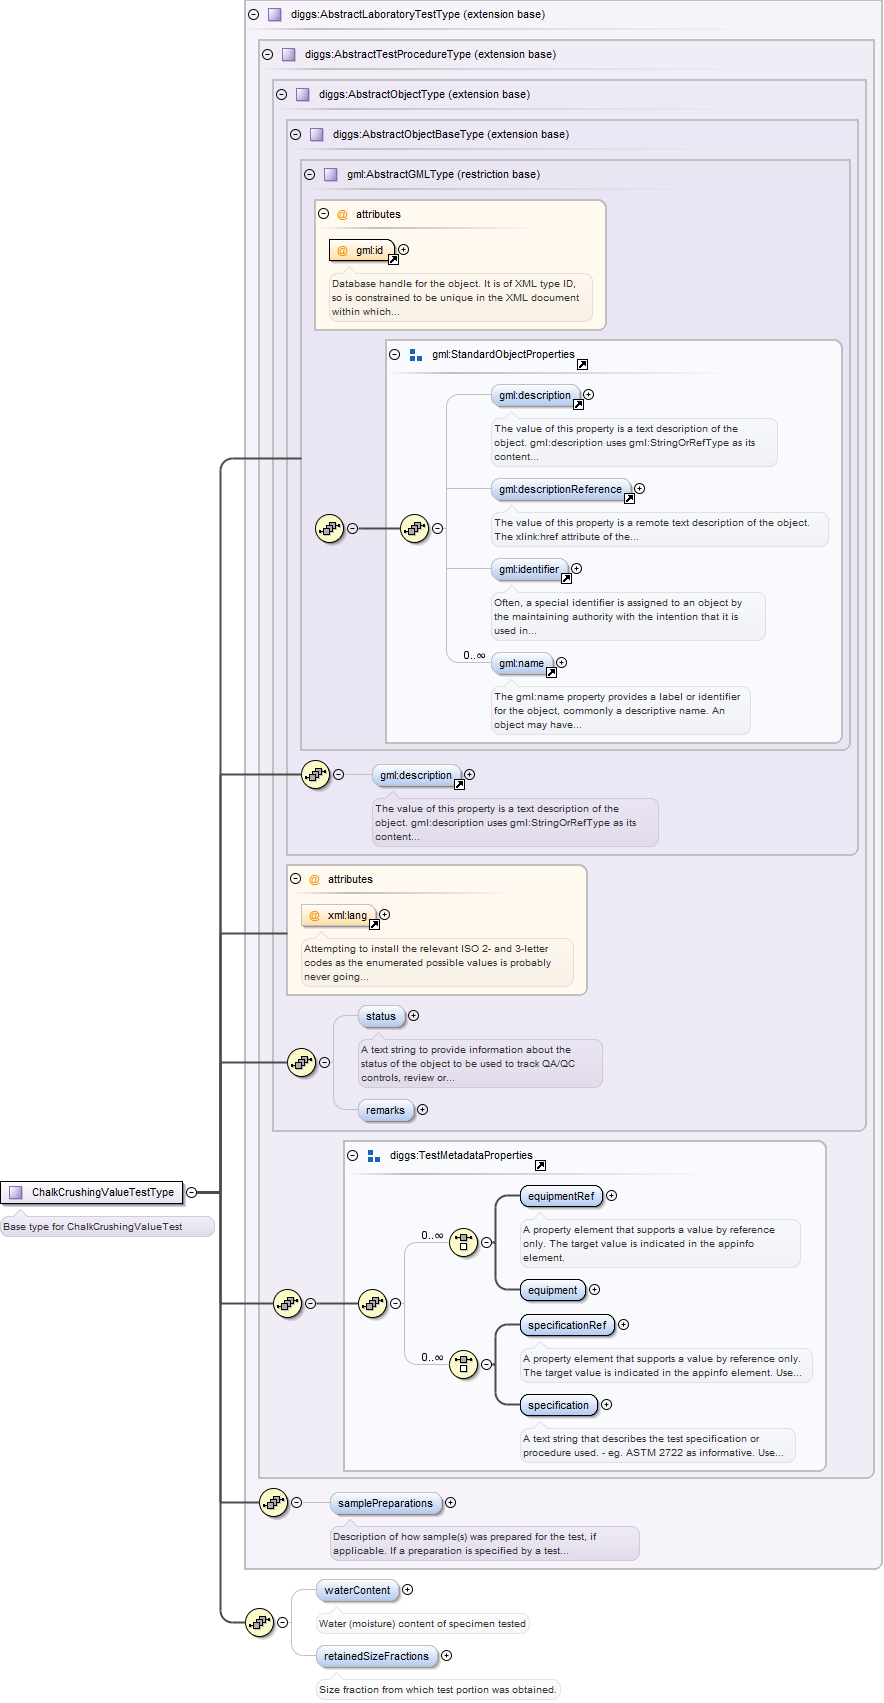 diggs:AbstractLaboratoryTestType (extension base)
diggs:AbstractTestProcedureType (extension base)
diggs:AbstractObjectType (extension base)
diggs:AbstractObjectBaseType (extension base)
gml:AbstractGMLType (restriction base)
@ attributes
@ gml:id
Database handle for the object. It is of XML type ID,
so is constrained to be unique in the XML document
within which...
gml:StandardObjectProperties
gml:description
The value of this property is a text description of the
object. gml:description uses gml:StringOrRefType as its
content...
gml:descriptionReference
The value of this property is a remote text description of the object.
The xlink:href attribute of the...
gml:identifier
Often, a special identifier is assigned to an object by
the maintaining authority with the intention that it is
used in...
0..∞
gml:name
The gml:name property provides a label or identifier
for the object, commonly a descriptive name. An
object may have...
gml:description
The value of this property is a text description of the
object. gml:description uses gml:StringOrRefType as its
content...
@ attributes
@ xml:lang
Attempting to install the relevant ISO 2- and 3-letter
codes as the enumerated possible values is probably
never going...
status
A text string to provide information about the
status of the object to be used to track QA/QC
controls, review or...
remarks
diggs:TestMetadataProperties
ChalkCrushingValueTestType
Base type for ChalkCrushingValueTest
equipmentRef
0..∞
A property element that supports a value by reference
only. The target value is indicated in the appinfo
element.
equipment
specificationRef
0..∞
A property element that supports a value by reference only.
The target value is indicated in the appinfo element. Use...
specification
A text string that describes the test specification or
procedure used. - eg. ASTM 2722 as informative. Use...
samplePreparations
Description of how sample(s) was prepared for the test, if
applicable. If a preparation is specified by a test...
waterContent
Water (moisture) content of specimen tested
retainedSizeFractions
Size fraction from which test portion was obtained.